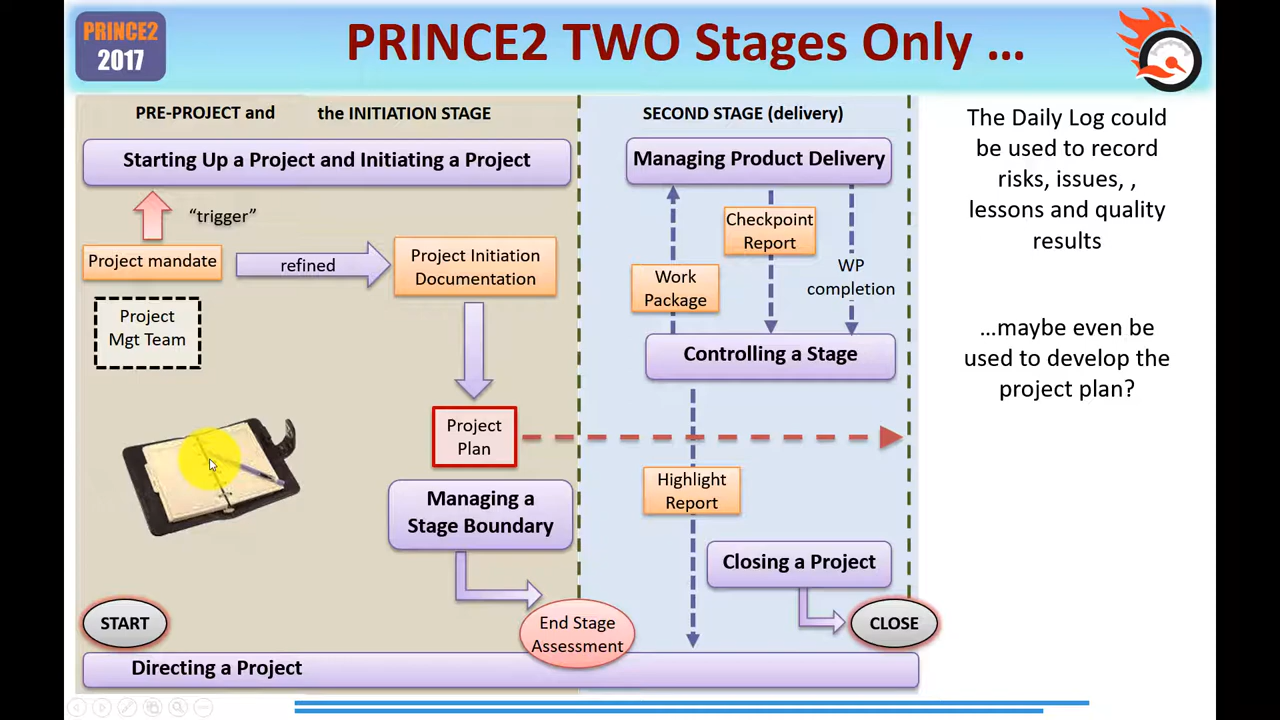 PRINCE2
2017
PRINCE2 TWO Stages Only ...
PRE-PROJECT and the INITIATION STAGE
SECOND STAGE (delivery)
Starting Up a Project and Initiating a Project
Managing Product Delivery
"trigger"
Project mandate
refined
Project Initiation
Documentation
Project
Mgt Team
Checkpoint
Report
Work
Package
WP
completion
Controlling a Stage
Project
Plan
Managing a
Stage Boundary
Highlight
Report
Closing a Project
START
End Stage
Assessment
CLOSE
Directing a Project
The Daily Log could
be used to record
risks, issues, ,
lessons and quality
results
...maybe even be
used to develop the
project plan?